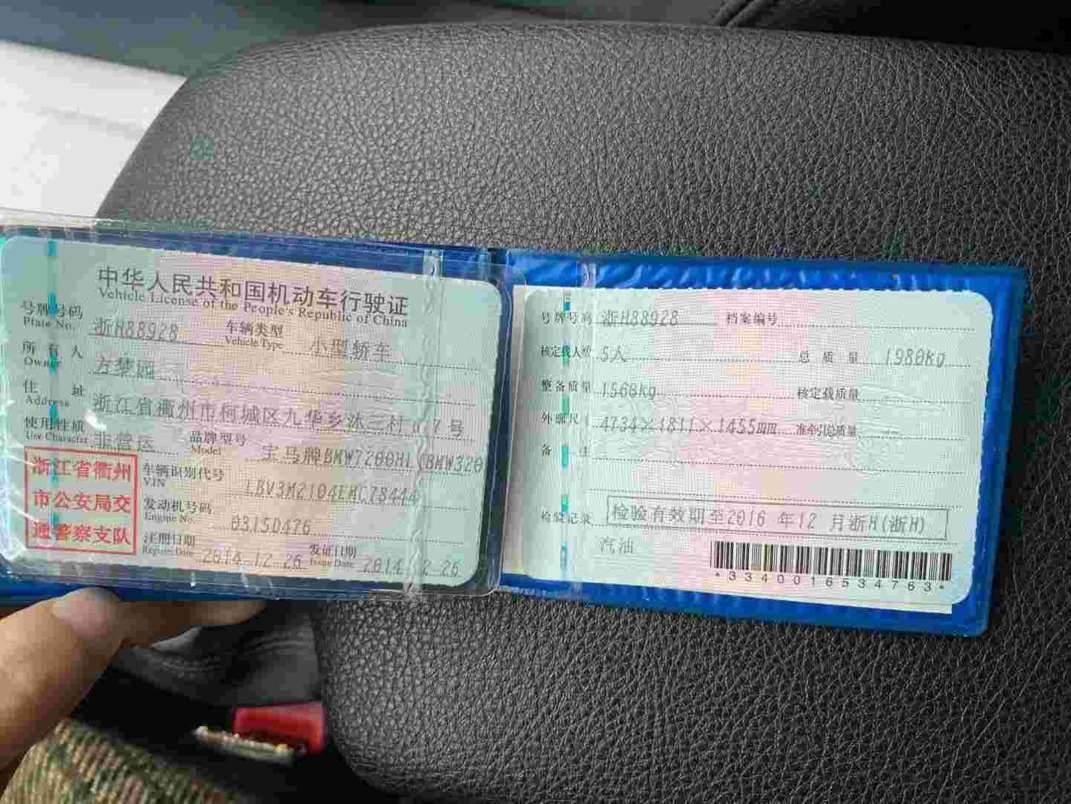 中华人民共和国机动车行驶证
Vehicle License of the People's Republic of China
号牌号码 浙H88928 车辆类型 小型轿车
Plate No. Vehicle Type
所有人 方梦园
Owner
住址 浙江省衢州市柯城区九华乡沐三村 号
Address
使用性质 非营运 品牌型号 宝马牌BMW7200HL(BMW320
Use Character Model
浙江省衢州
市公安局交
通警察支队
车辆识别代号 LBV3M2104EMC78444
VIN
发动机号码 0315D476
Engine No.
注册日期 2014-12-26 发证日期 2014-12-26
Register Date Issue Date
号牌号码 浙H88928 档案编号
核定载人数 5人 总质量 1980kg
整备质量 1560kg 核定载质量
外廓尺寸 4734×1811×1455 准牵引总质量
备注
检验记录 检验有效期至2016 年12 月浙H(浙H)
汽油
*3340016534763*